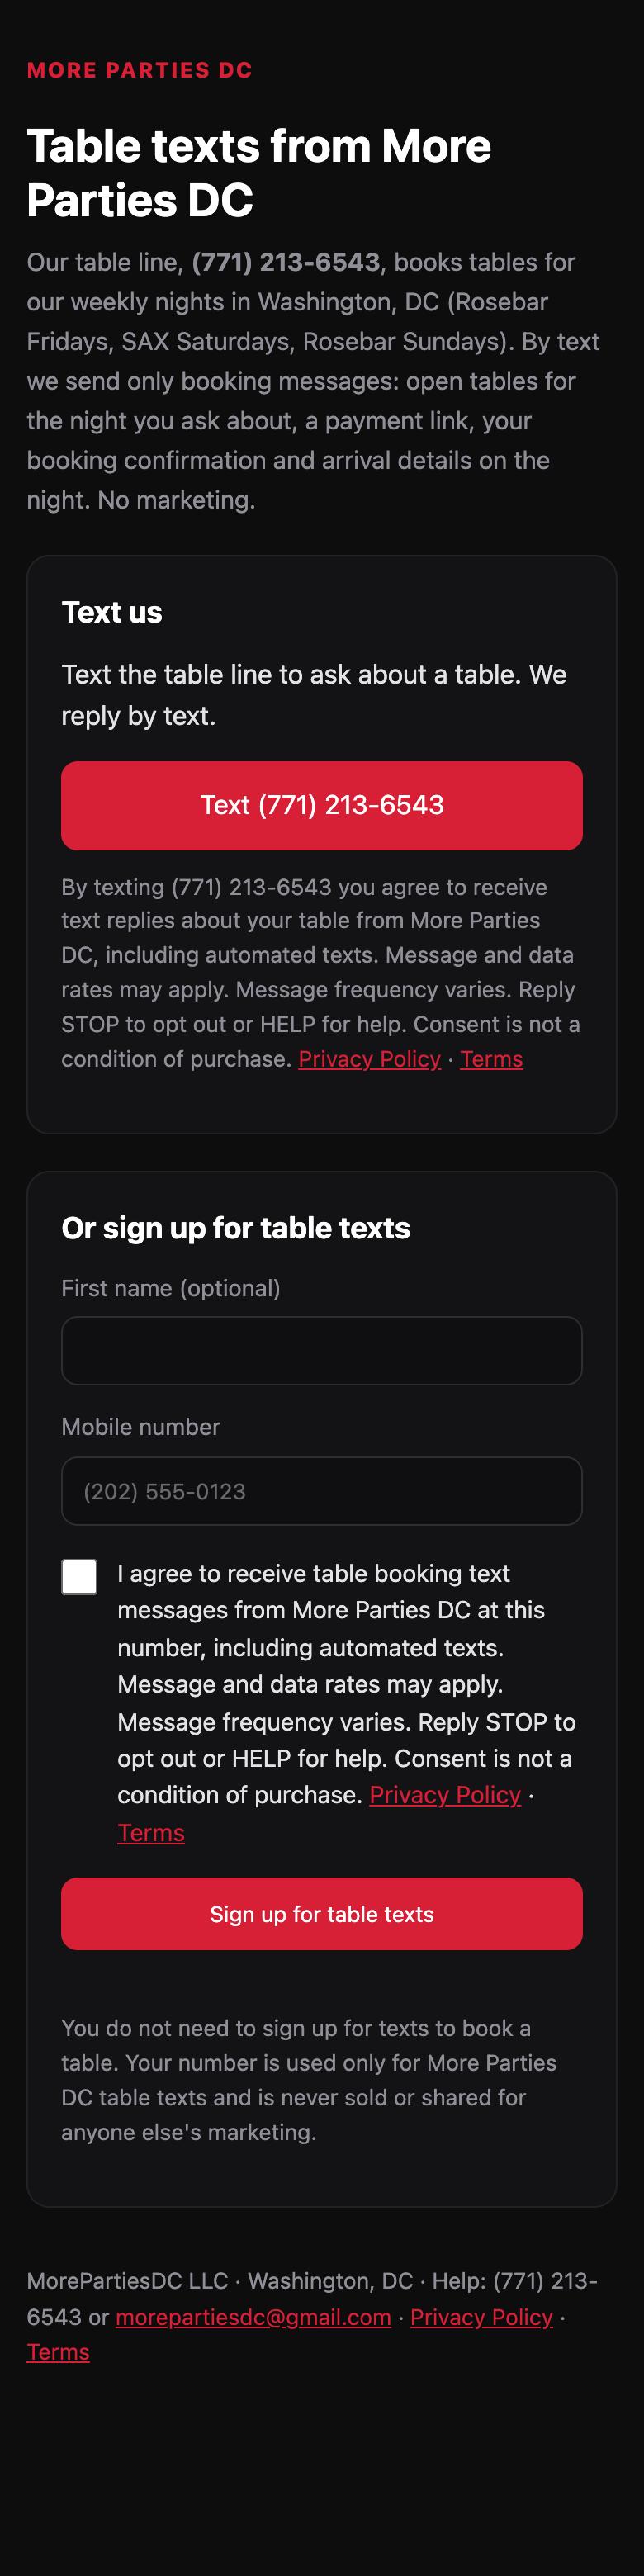 MORE PARTIES DC
Table texts from More
Parties DC
Our table line, (771) 213-6543, books tables for
our weekly nights in Washington, DC (Rosebar
Fridays, SAX Saturdays, Rosebar Sundays). By text
we send only booking messages: open tables for
the night you ask about, a payment link, your
booking confirmation and arrival details on the
night. No marketing.
Text us
Text the table line to ask about a table. We
reply by text.
Text (771) 213-6543
By texting (771) 213-6543 you agree to receive
text replies about your table from More Parties
DC, including automated texts. Message and data
rates may apply. Message frequency varies. Reply
STOP to opt out or HELP for help. Consent is not a
condition of purchase. Privacy Policy · Terms
Or sign up for table texts
First name (optional)
Mobile number
(202) 555-0123
I agree to receive table booking text
messages from More Parties DC at this
number, including automated texts.
Message and data rates may apply.
Message frequency varies. Reply STOP to
opt out or HELP for help. Consent is not a
condition of purchase. Privacy Policy ·
Terms
Sign up for table texts
You do not need to sign up for texts to book a
table. Your number is used only for More Parties
DC table texts and is never sold or shared for
anyone else's marketing.
MorePartiesDC LLC · Washington, DC · Help: (771) 213-
6543 or morepartiesdc@gmail.com · Privacy Policy ·
Terms